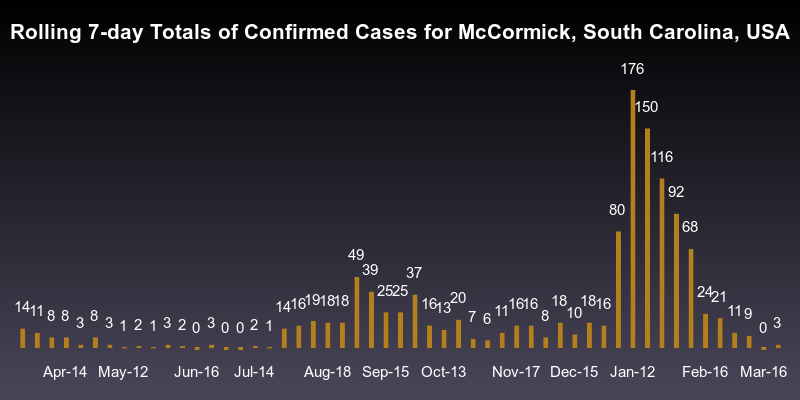 Rolling 7-day Totals of Confirmed Cases for McCormick, South Carolina, USA
176
150
116
92
80
68
49
39
37
25 25
24 21
20
14 11 8 8 3 8 3 1 2 1 3 2 0 3 0 0 2 1 14 16 19 18 18
16 13 7 6 11 16 16 8 18 10 18 16
11 9 0 3
Apr-14 May-12 Jun-16 Jul-14 Aug-18 Sep-15 Oct-13 Nov-17 Dec-15 Jan-12 Feb-16 Mar-16